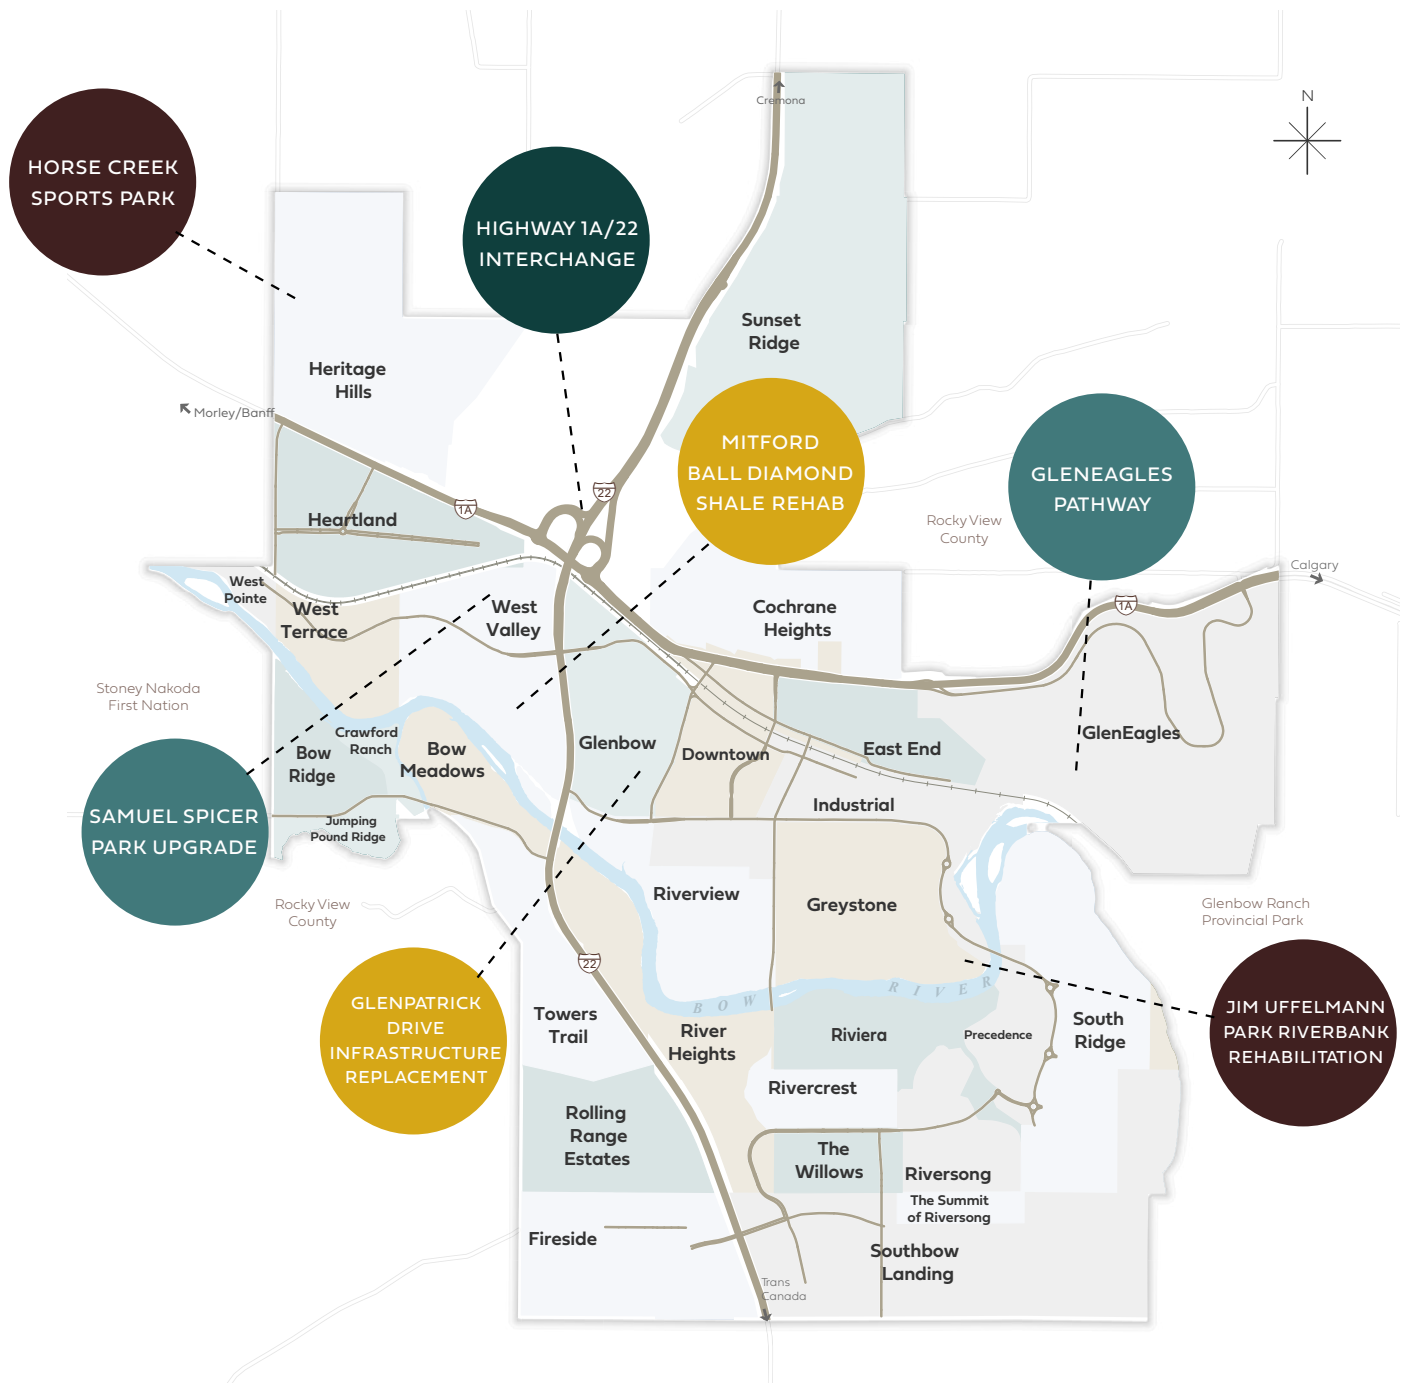 N
Cremona
HORSE CREEK
SPORTS PARK
HIGHWAY 1A/22
INTERCHANGE
Sunset
Ridge
Heritage
Hills
Morley/Banff
MITFORD
BALL DIAMOND
SHALE REHAB
GLENEAGLES
PATHWAY
22
1A
Heartland
Rocky View
County
Calgary
West
Pointe
West
Terrace
West
Valley
Cochrane
Heights
1A
Stoney Nakoda
First Nation
Crawford
Ranch
Bow
Ridge
Bow
Meadows
Glenbow
Downtown
East End
GlenEagles
Industrial
SAMUEL SPICER
PARK UPGRADE
Jumping
Pound Ridge
Rocky View
County
Riverview
Greystone
Glenbow Ranch
Provincial Park
22
BOW RIVER
GLENPATRICK
DRIVE
INFRASTRUCTURE
REPLACEMENT
Towers
Trail
River
Heights
Riviera
Precedence
South
Ridge
JIM UFFELMANN
PARK RIVERBANK
REHABILITATION
Rivercrest
Rolling
Range
Estates
The
Willows
Riversong
The Summit
of Riversong
Fireside
Southbow
Landing
Trans
Canada